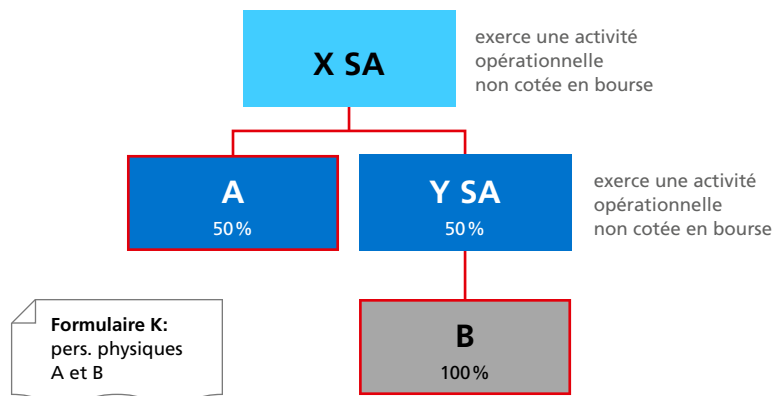 X SA
exerce une activité
opérationnelle
non cotée en bourse
A
50 %
Y SA
50 %
exerce une activité
opérationnelle
non cotée en bourse
Formulaire K:
pers. physiques
A et B
B
100 %